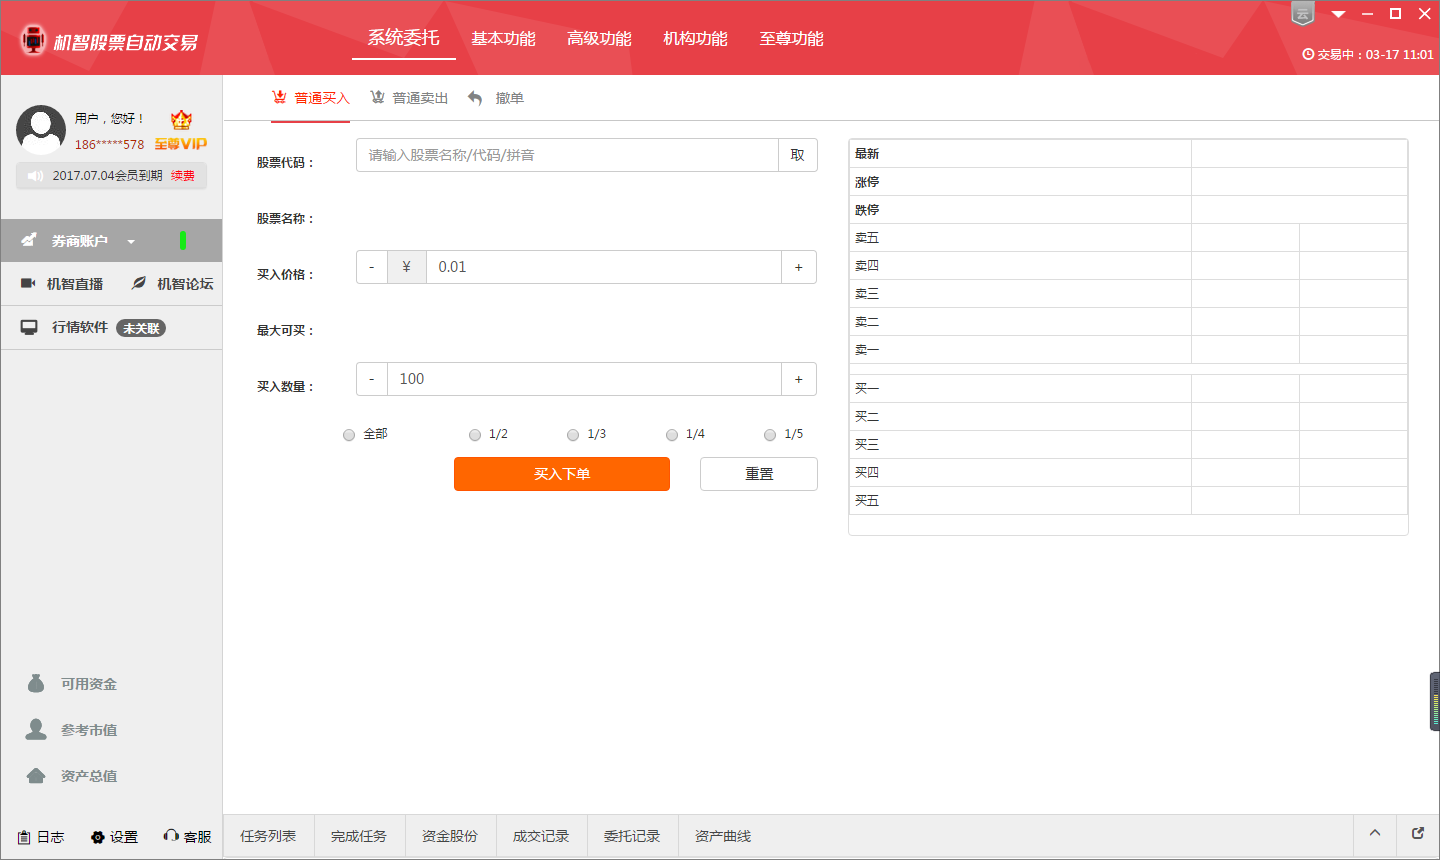 云
机智股票自动交易
系统委托 基本功能 高级功能 机构功能 至尊功能
交易中：03-17 11:01
用户，您好！
186*****578 至尊VIP
2017.07.04会员到期 续费
券商账户
机智直播 机智论坛
行情软件 未关联
可用资金
参考市值
资产总值
日志 设置 客服
普通买入 普通卖出 撤单
股票代码： 请输入股票名称/代码/拼音 取
股票名称：
买入价格： - ¥ 0.01 +
最大可买：
买入数量： - 100 +
全部 1/2 1/3 1/4 1/5
买入下单 重置
最新
涨停
跌停
卖五
卖四
卖三
卖二
卖一
买一
买二
买三
买四
买五
任务列表 完成任务 资金股份 成交记录 委托记录 资产曲线